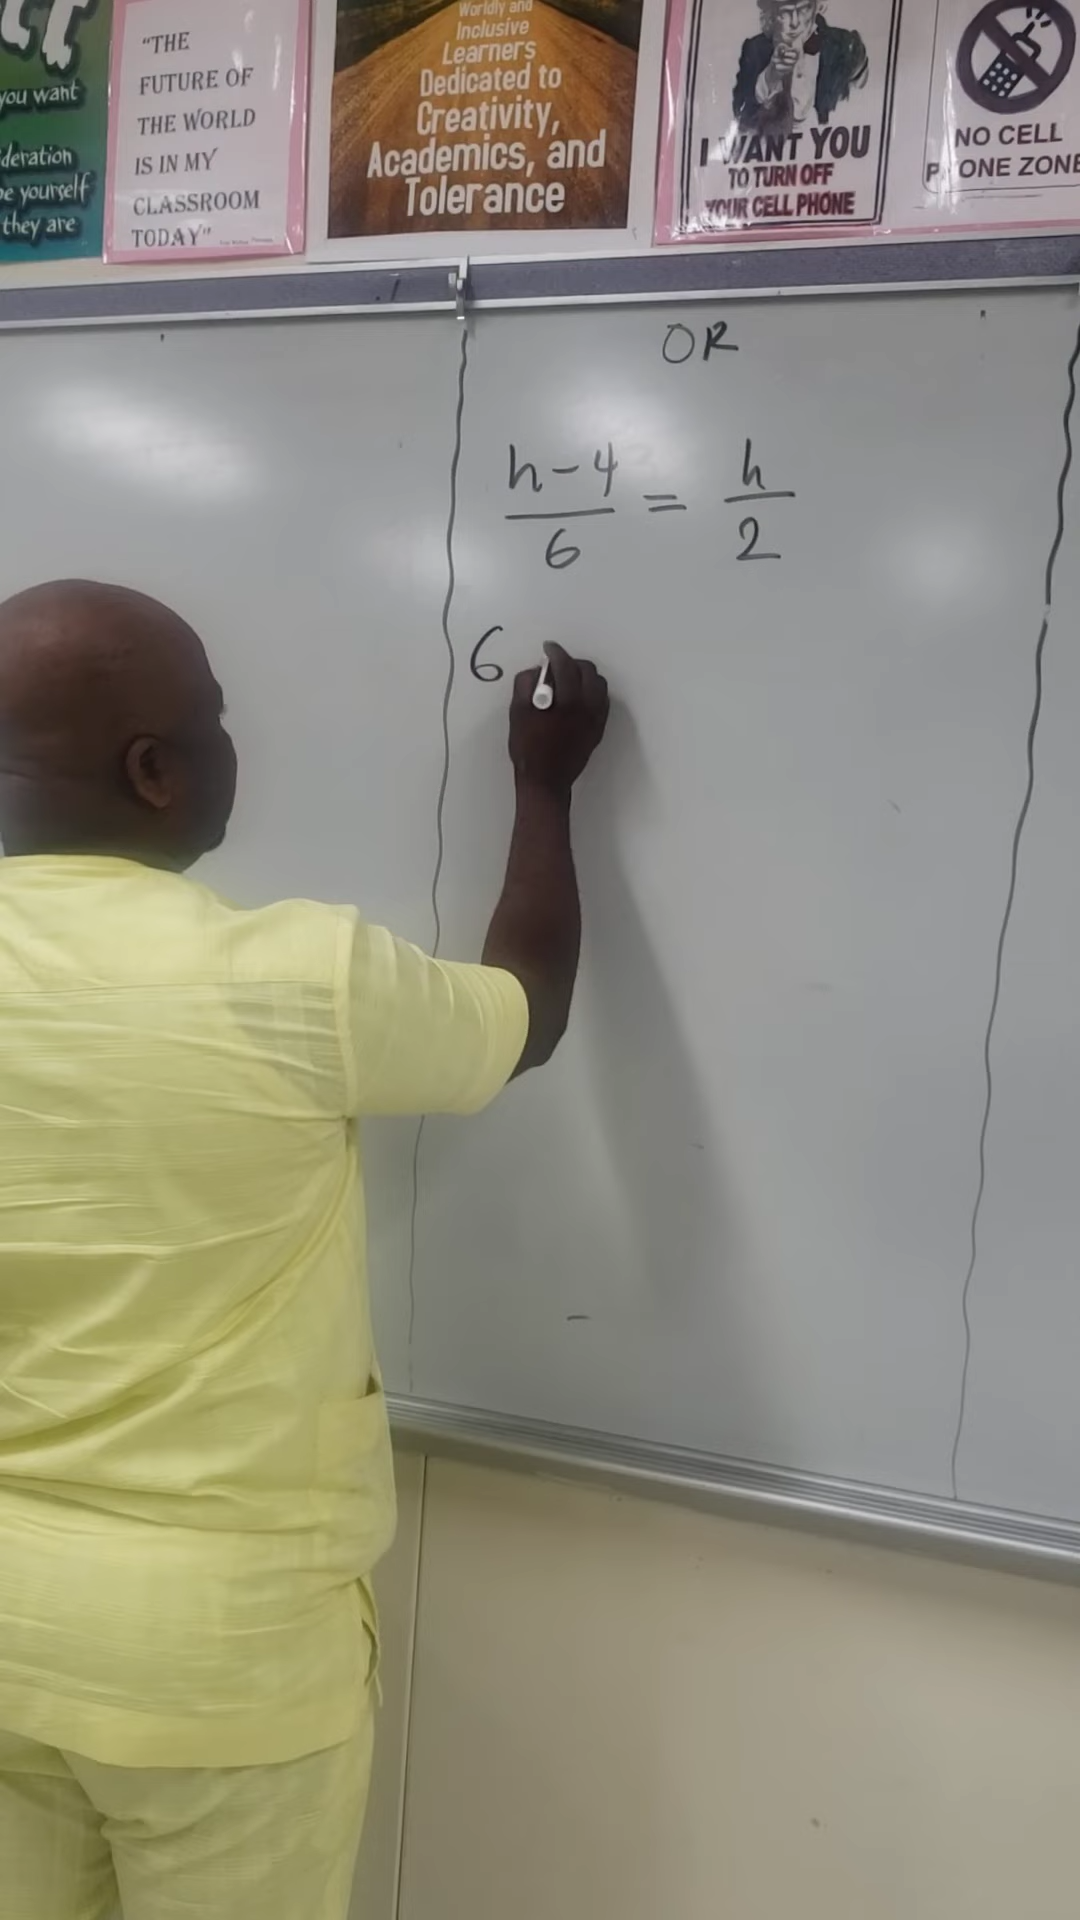 you want
deration
be yourself
they are
"THE
FUTURE OF
THE WORLD
IS IN MY
CLASSROOM
TODAY"
Worldly and
Inclusive
Learners
Dedicated to
Creativity,
Academics, and
Tolerance
I WANT YOU
TO TURN OFF
YOUR CELL PHONE
NO CELL
PHONE ZONE
OR
h-4/6 = h/2
6